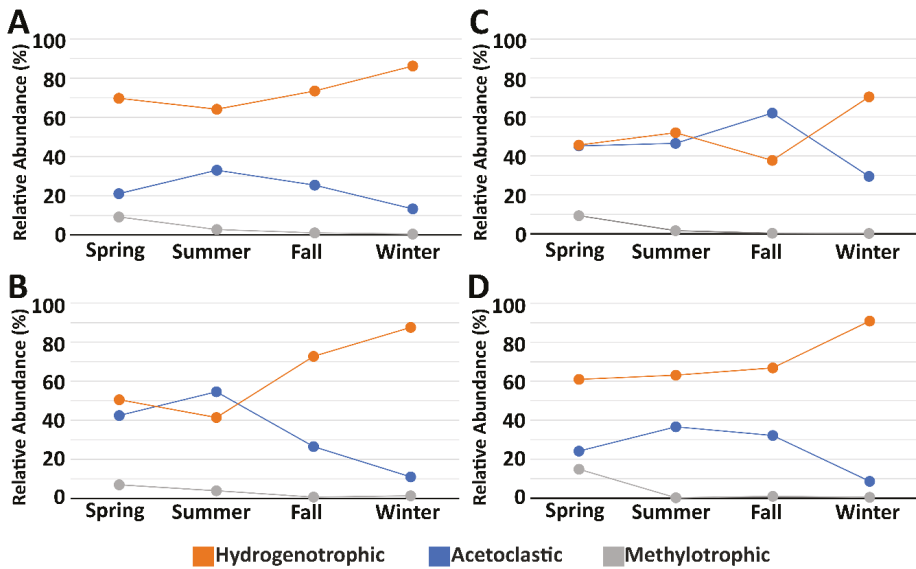 A
Relative Abundance (%)
100
80
60
40
20
0
Spring Summer Fall Winter
C
Relative Abundance (%)
100
80
60
40
20
0
Spring Summer Fall Winter
B
Relative Abundance (%)
100
80
60
40
20
0
Spring Summer Fall Winter
D
Relative Abundance (%)
100
80
60
40
20
0
Spring Summer Fall Winter
Hydrogenotrophic Acetoclastic Methylotrophic